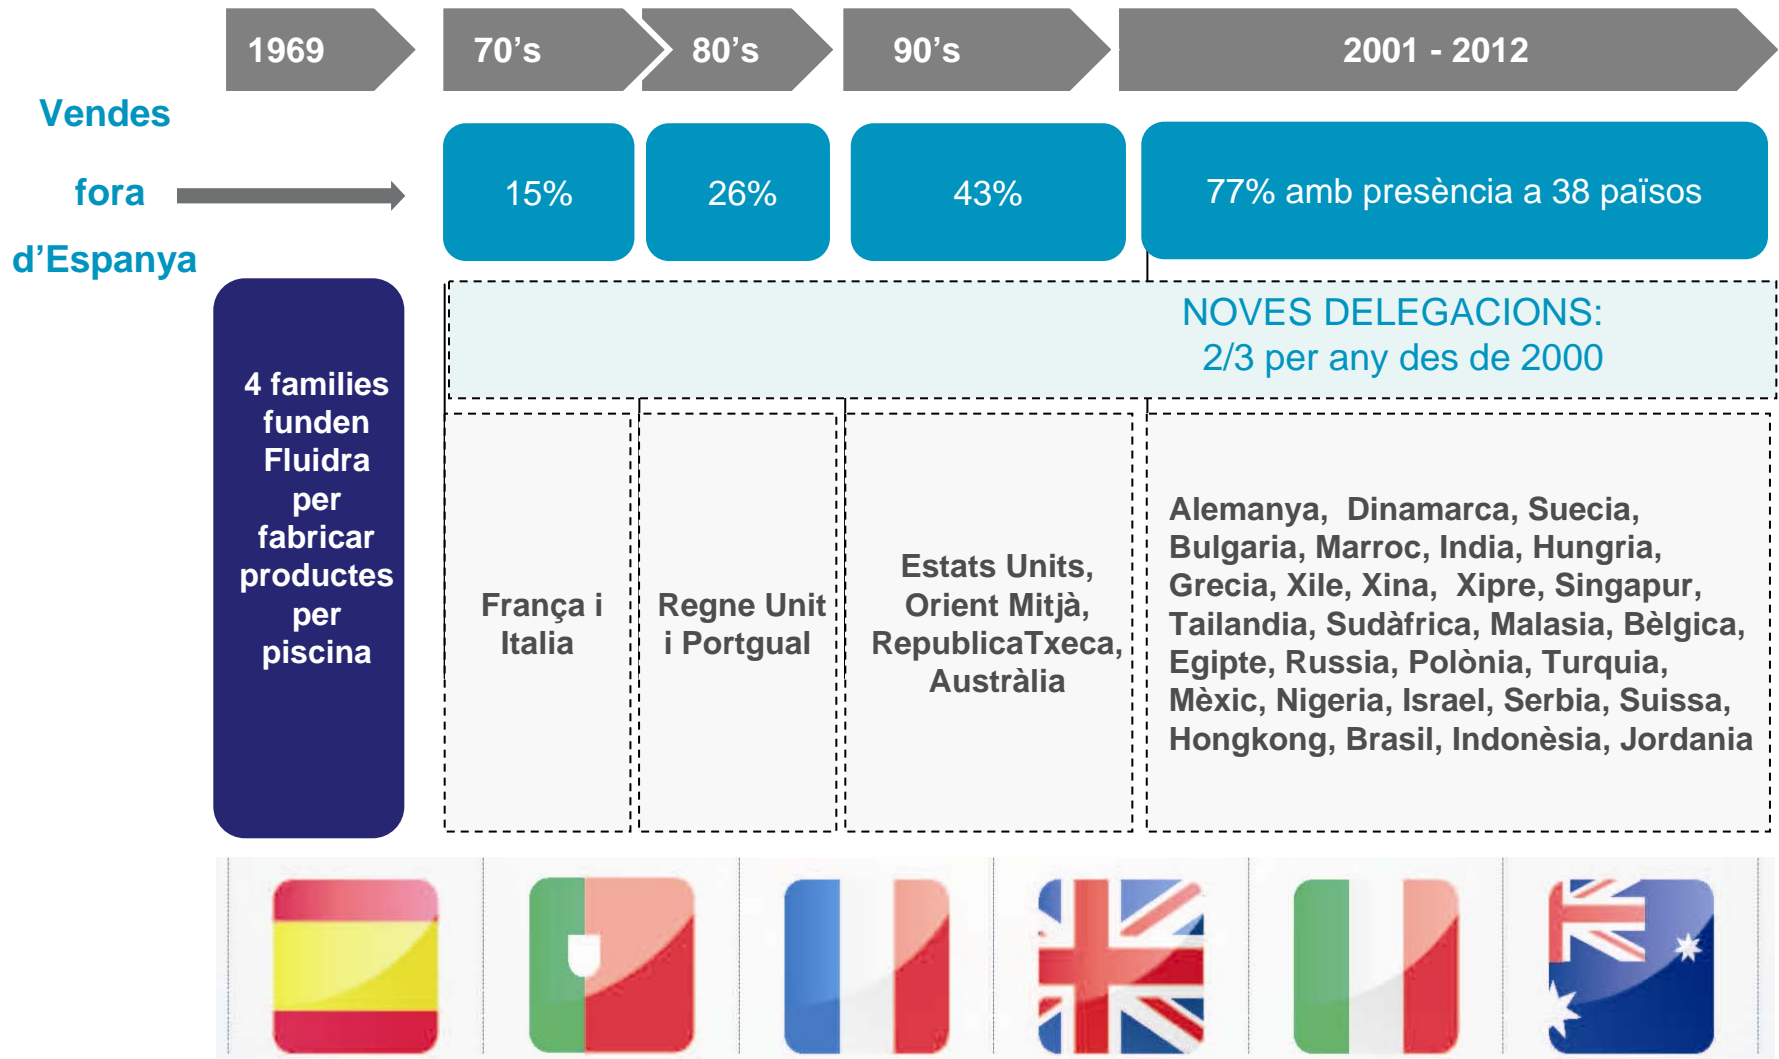 1969
70's
80's
90's
2001 - 2012
Vendes
fora
d'Espanya
15%
26%
43%
77% amb presència a 38 països
NOVES DELEGACIONS:
2/3 per any des de 2000
4 families
funden
Fluidra
per
fabricar
productes
per
piscina
França i
Italia
Regne Unit
i Portgual
Estats Units,
Orient Mitjà,
RepublicaTxeca,
Austràlia
Alemanya,  Dinamarca, Suecia,
Bulgaria, Marroc, India, Hungria,
Grecia, Xile, Xina,  Xipre, Singapur,
Tailandia, Sudàfrica, Malasia, Bèlgica,
Egipte, Russia, Polònia, Turquia,
Mèxic, Nigeria, Israel, Serbia, Suissa,
Hongkong, Brasil, Indonèsia, Jordania